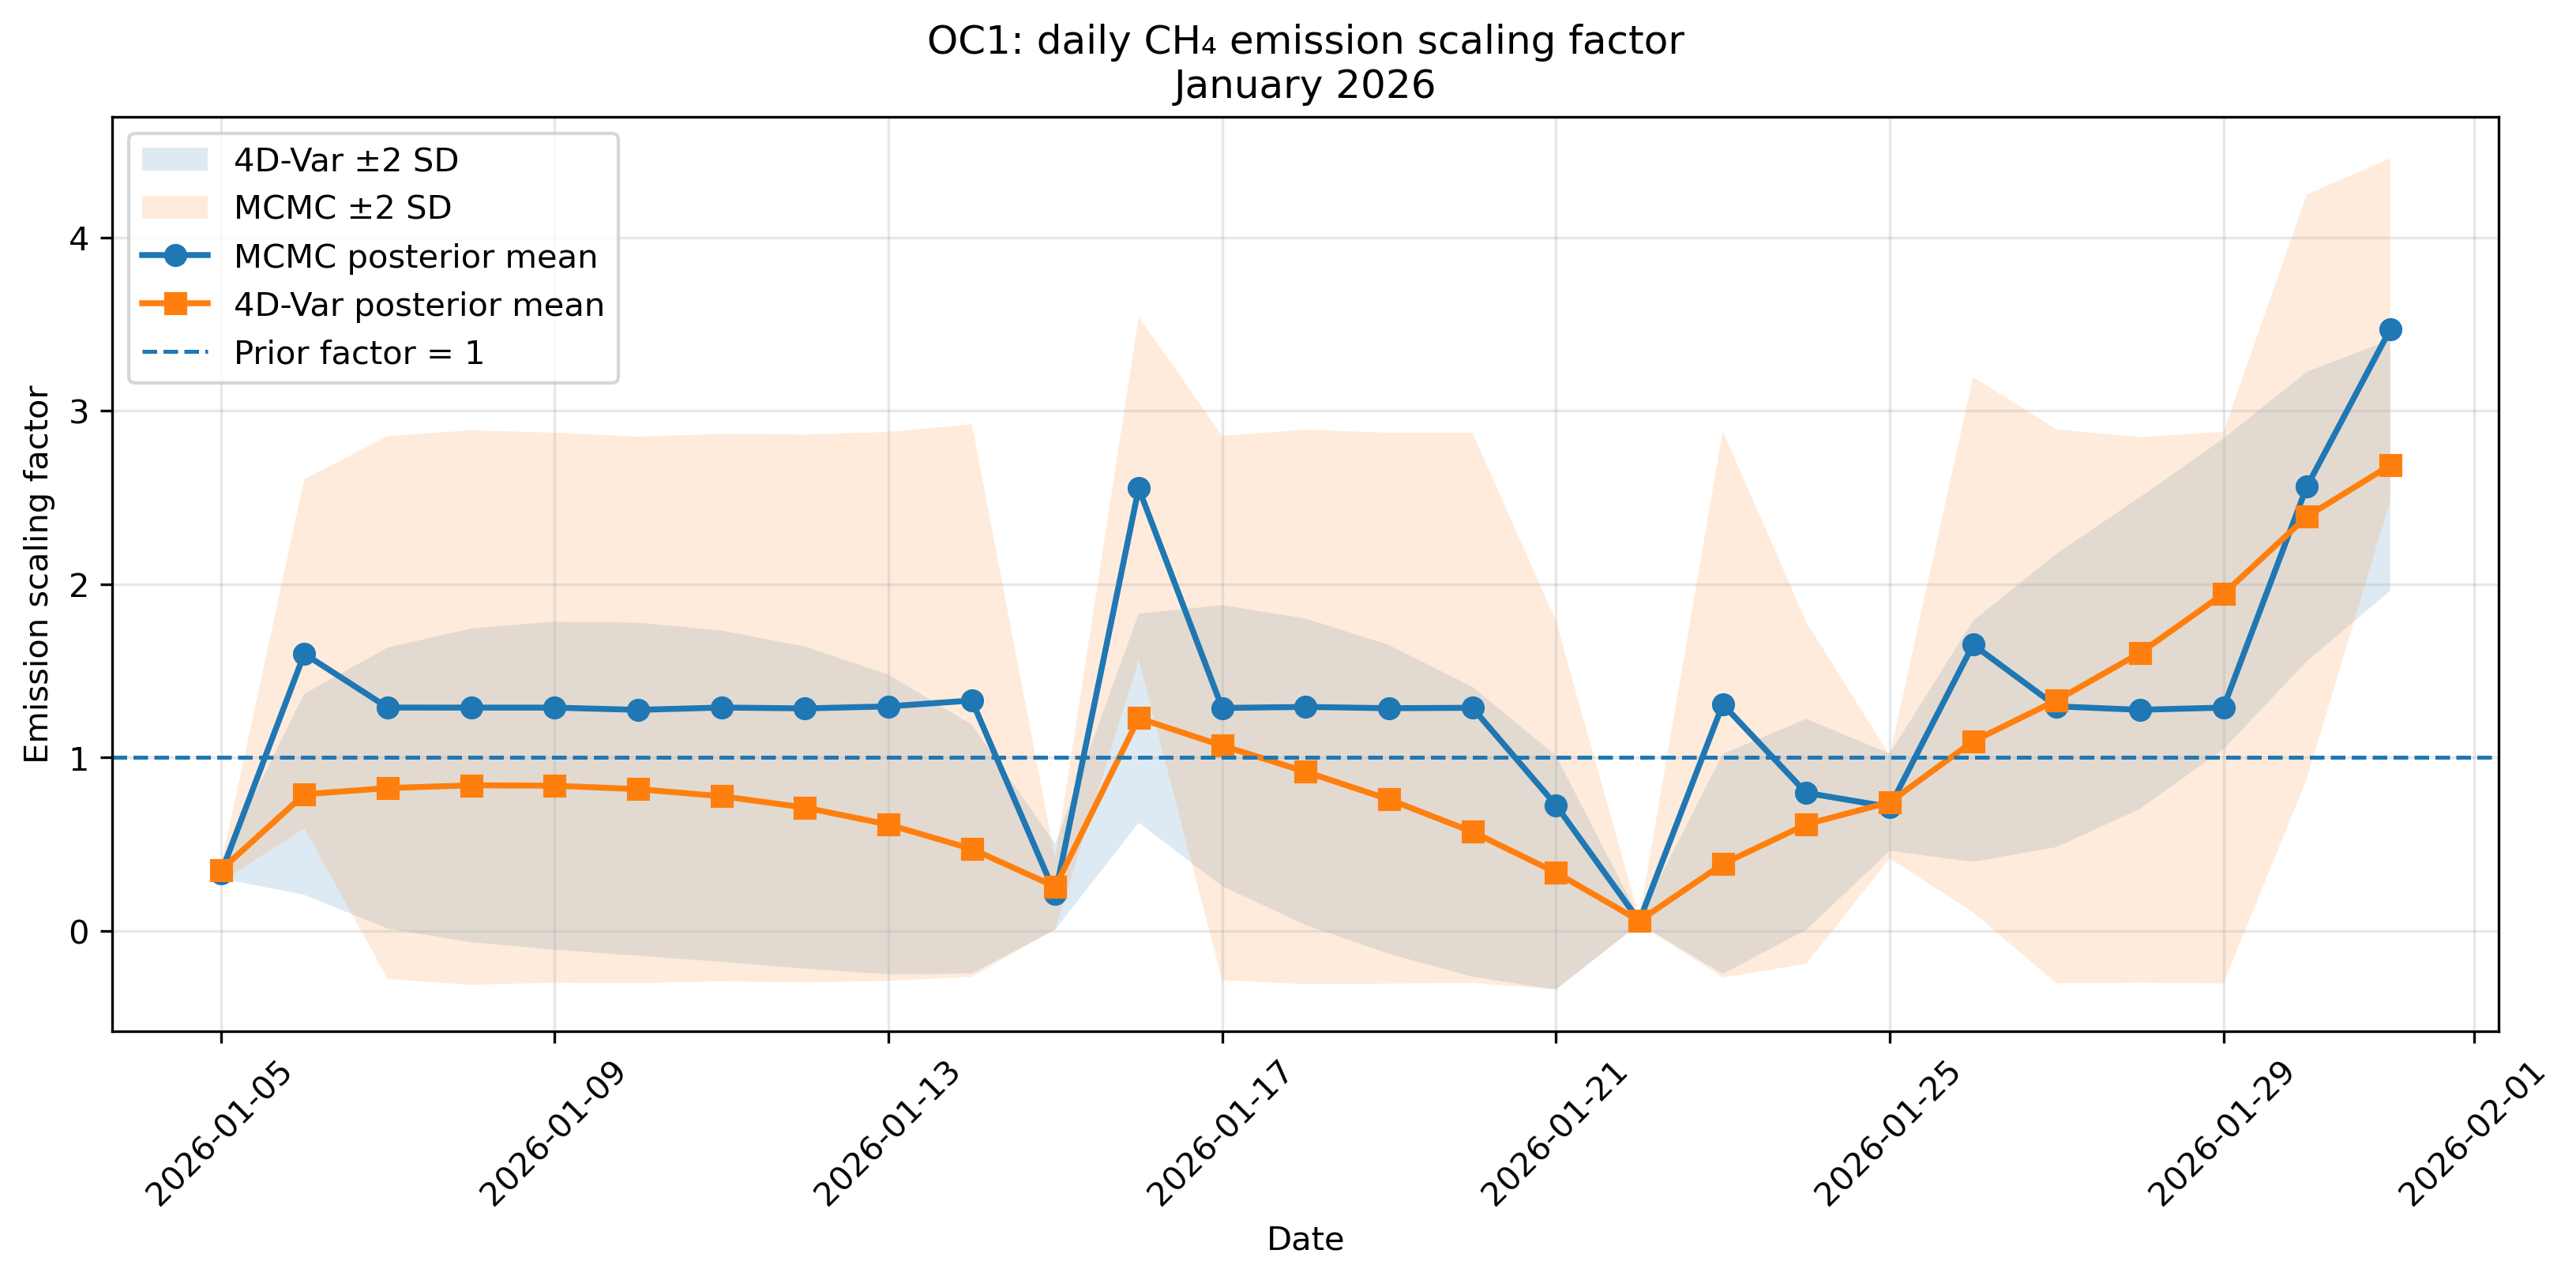 OC1: daily CH₄ emission scaling factor
January 2026
4D-Var ±2 SD
MCMC ±2 SD
MCMC posterior mean
4D-Var posterior mean
Prior factor = 1
Emission scaling factor
4
3
2
1
0
2026-01-05
2026-01-09
2026-01-13
2026-01-17
2026-01-21
2026-01-25
2026-01-29
2026-02-01
Date